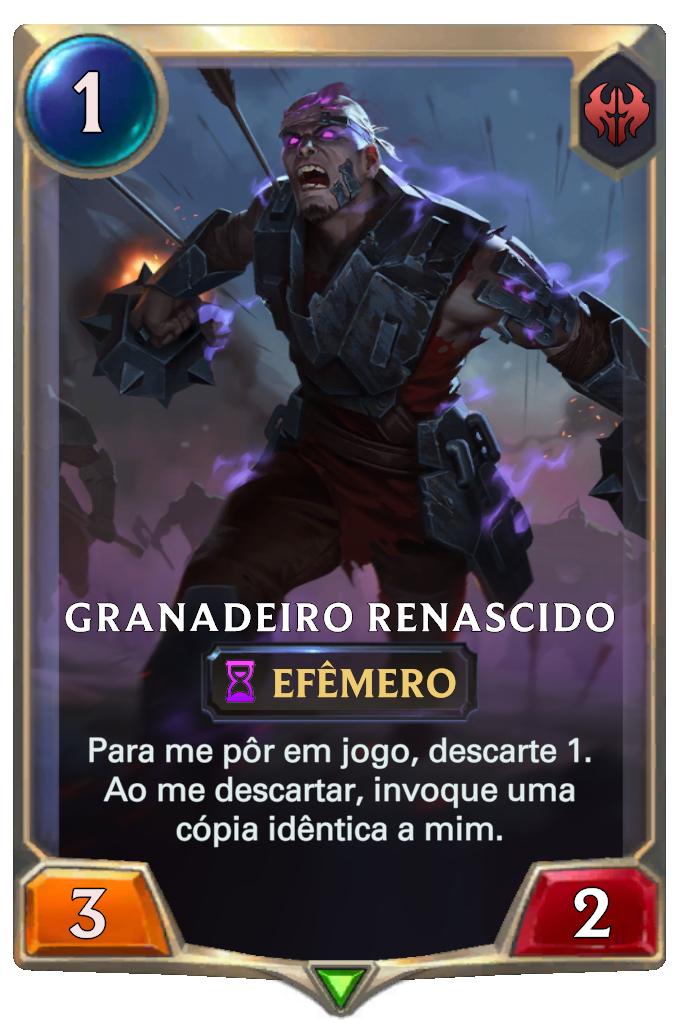 1
GRANADEIRO RENASCIDO
EFÊMERO
Para me pôr em jogo, descarte 1.
Ao me descartar, invoque uma
cópia idêntica a mim.
3
2